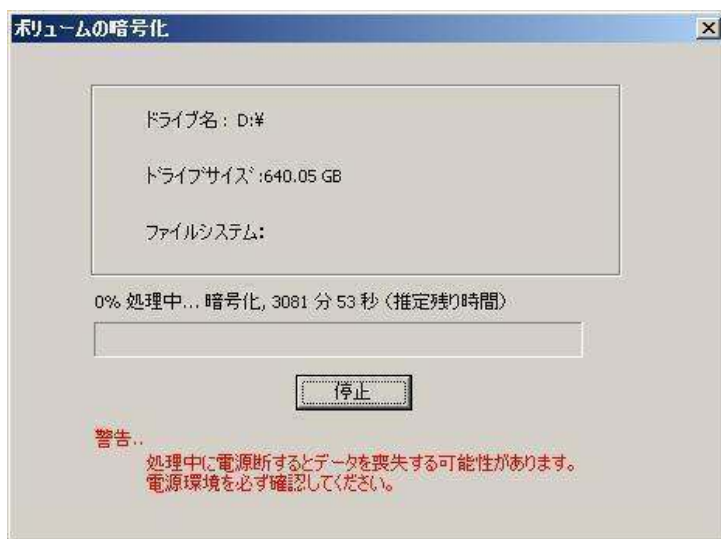 ボリュームの暗号化
ドライブ名: D:¥
ドライブサイズ:640.05 GB
ファイルシステム:
0% 処理中... 暗号化, 3081 分 53 秒 (推定残り時間)
停止
警告..
処理中に電源断するとデータを喪失する可能性があります。
電源環境を必ず確認してください。